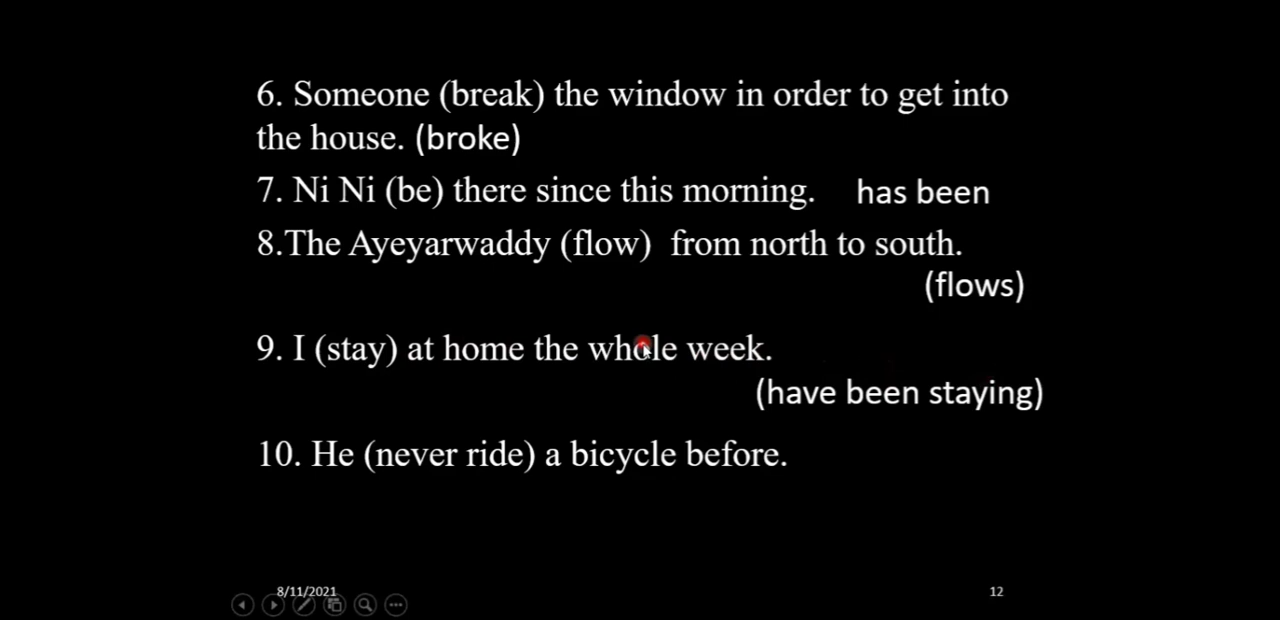 6. Someone (break) the window in order to get into
the house. (broke)
7. Ni Ni (be) there since this morning. has been
8.The Ayeyarwaddy (flow) from north to south.
(flows)
9. I (stay) at home the whole week.
(have been staying)
10. He (never ride) a bicycle before.
8/11/2021
12